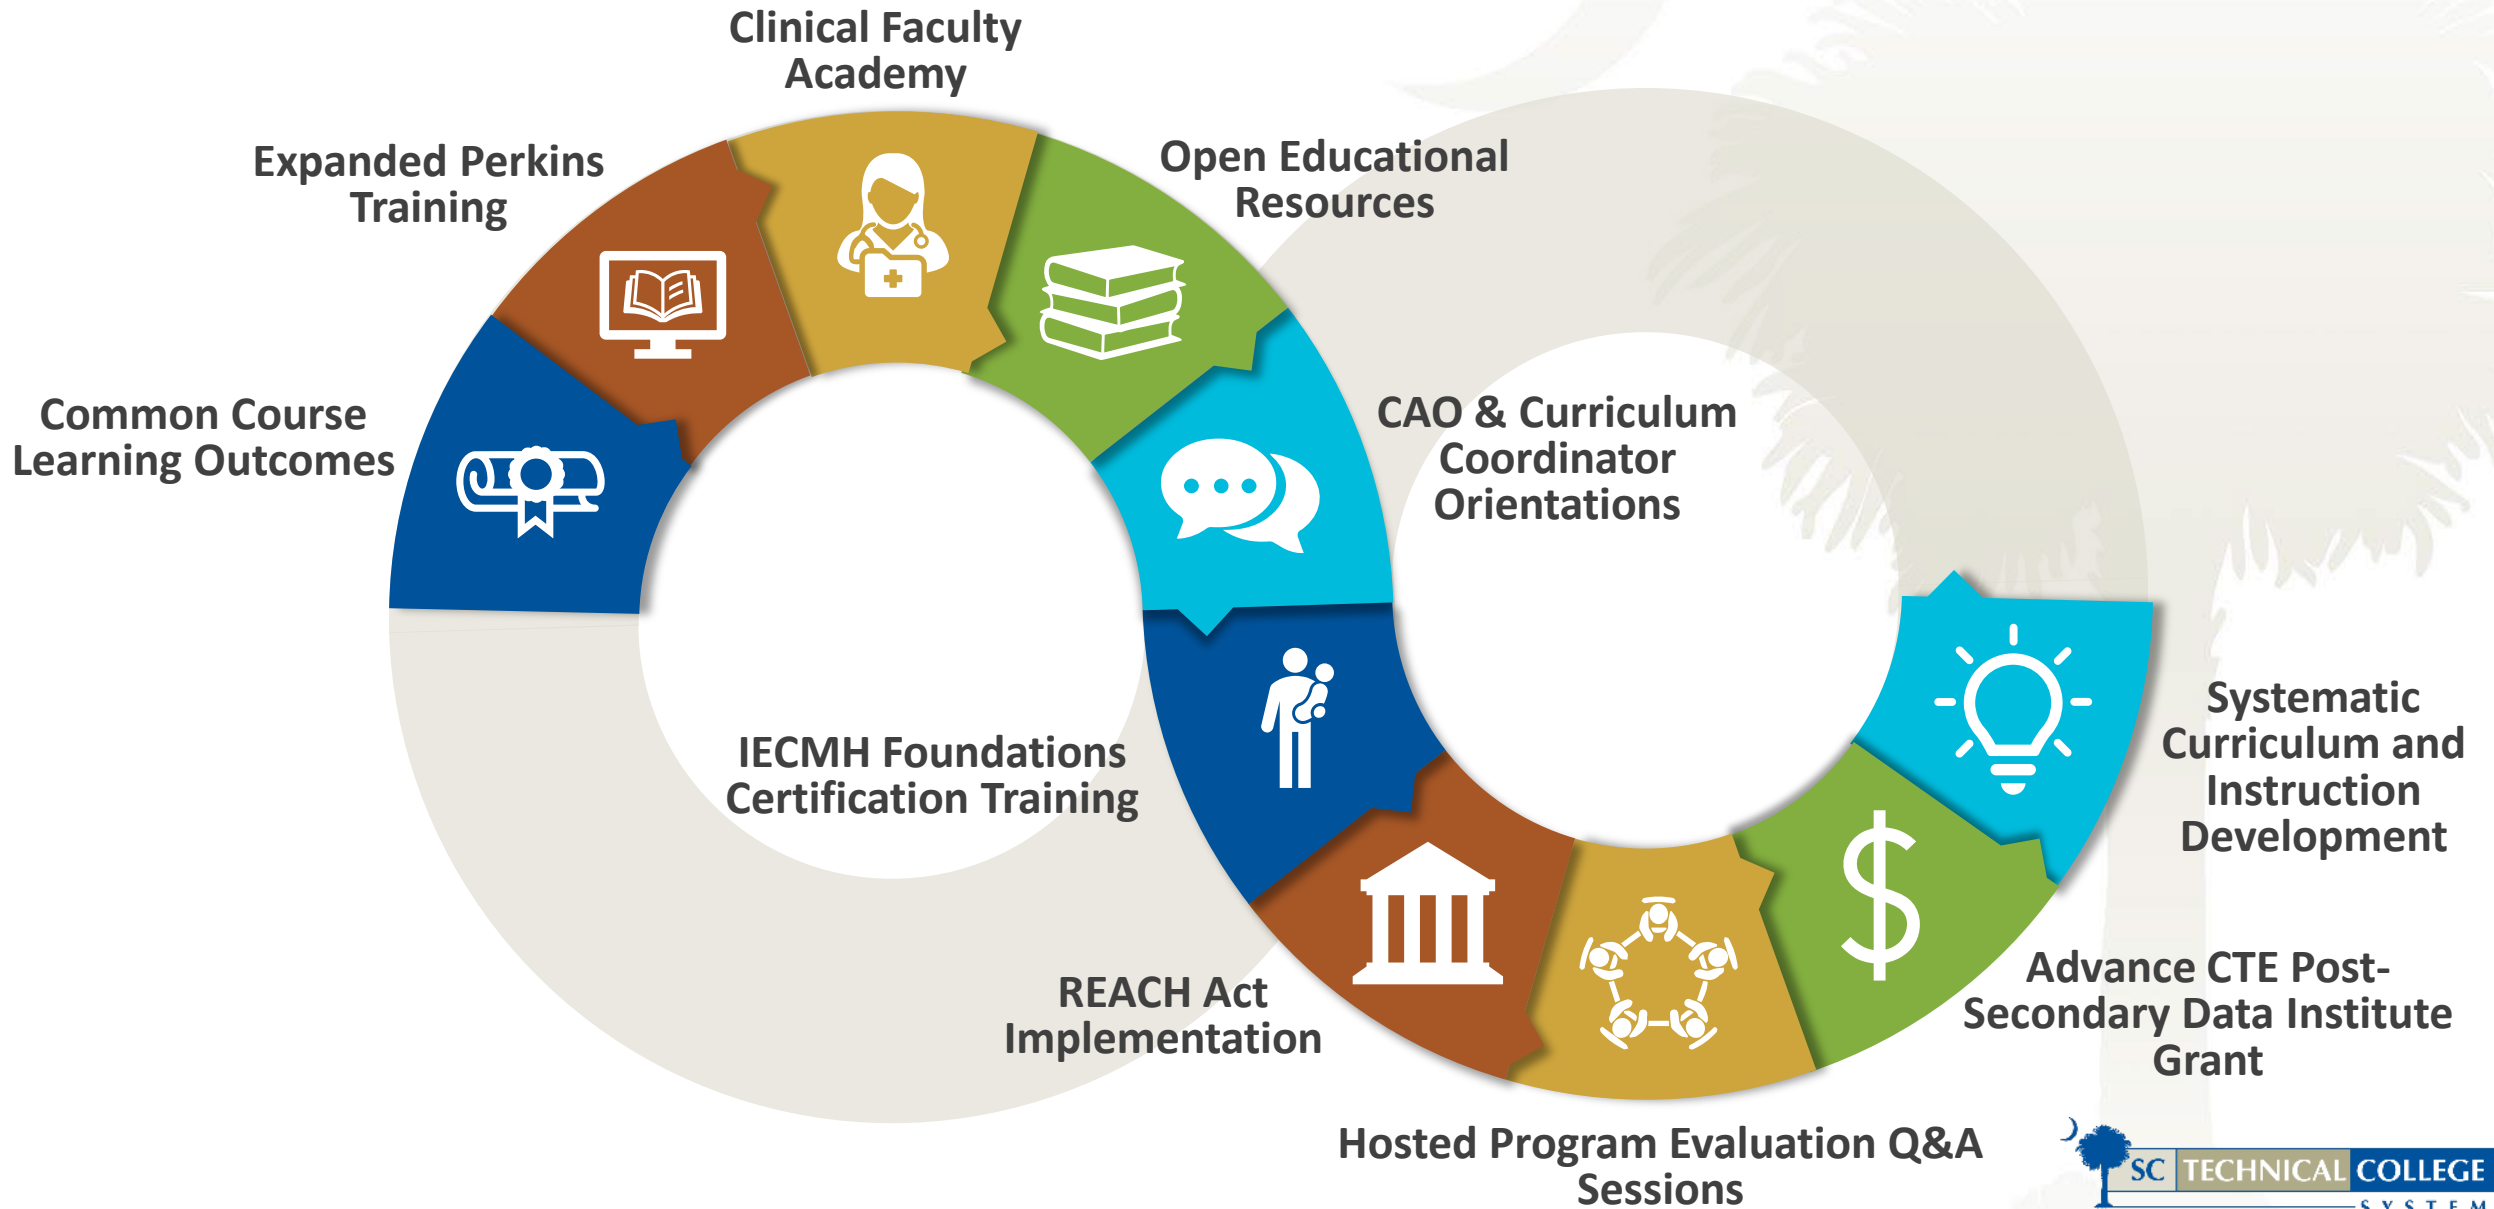 Clinical Faculty
Academy
Expanded Perkins
Training
Open Educational
Resources
Common Course
Learning Outcomes
CAO & Curriculum
Coordinator
Orientations
IECMH Foundations
Certification Training
Systematic
Curriculum and
Instruction
Development
REACH Act
Implementation
Advance CTE Post-
Secondary Data Institute
Grant
Hosted Program Evaluation Q&A
Sessions
SC TECHNICAL COLLEGE
SYSTEM